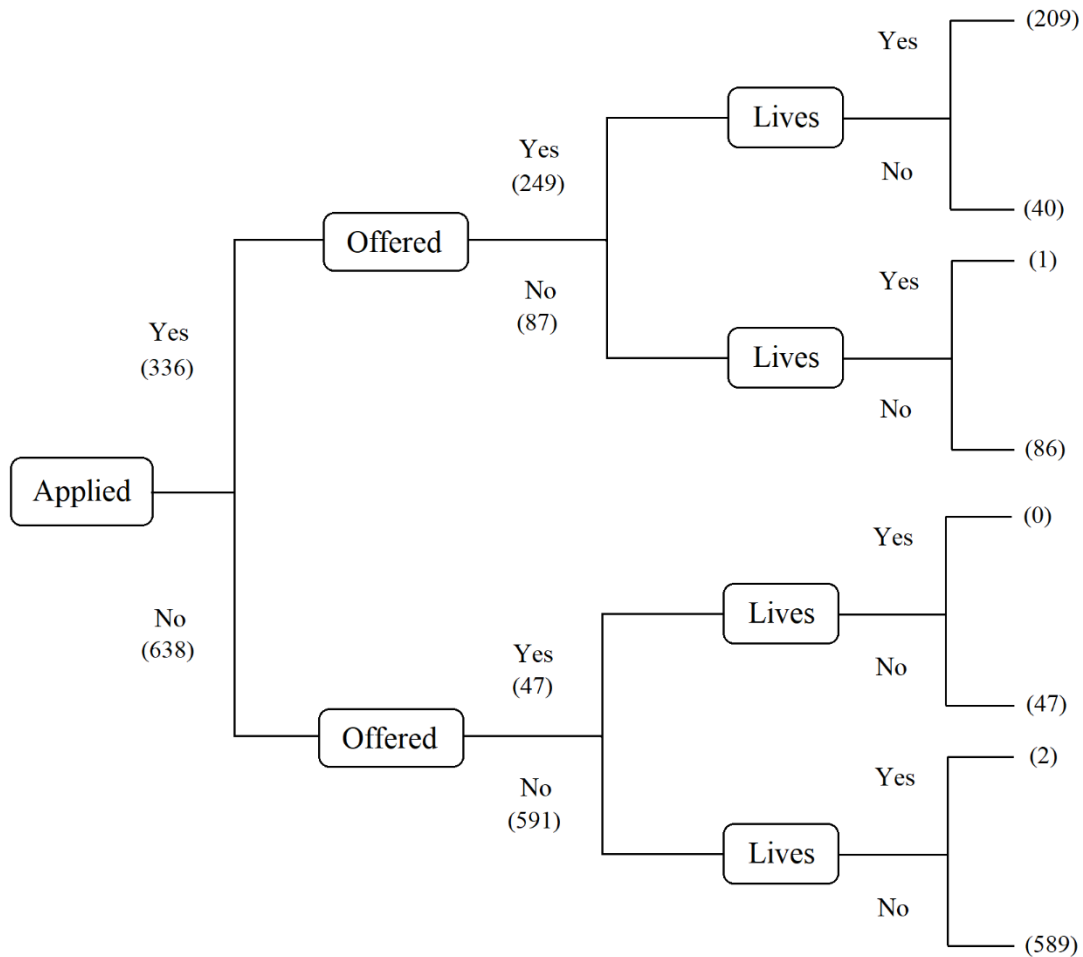 (209)
Yes
Lives
Yes
(249)
No
(40)
Offered
(1)
Yes
No
(87)
Yes
(336)
Lives
No
(86)
Applied
(0)
Yes
No
(638)
Lives
Yes
(47)
No
(47)
Offered
(2)
Yes
No
(591)
Lives
No
(589)